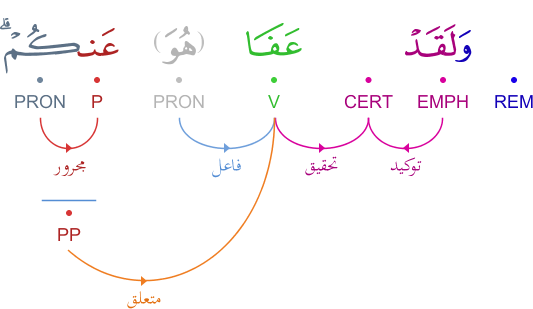 وَلَقَدْ عَفَا (هُوَ) عَنكُمْ ۗ
REM EMPH CERT V PRON P PRON
توكيد تحقيق فاعل مجرور
PP
متعلق